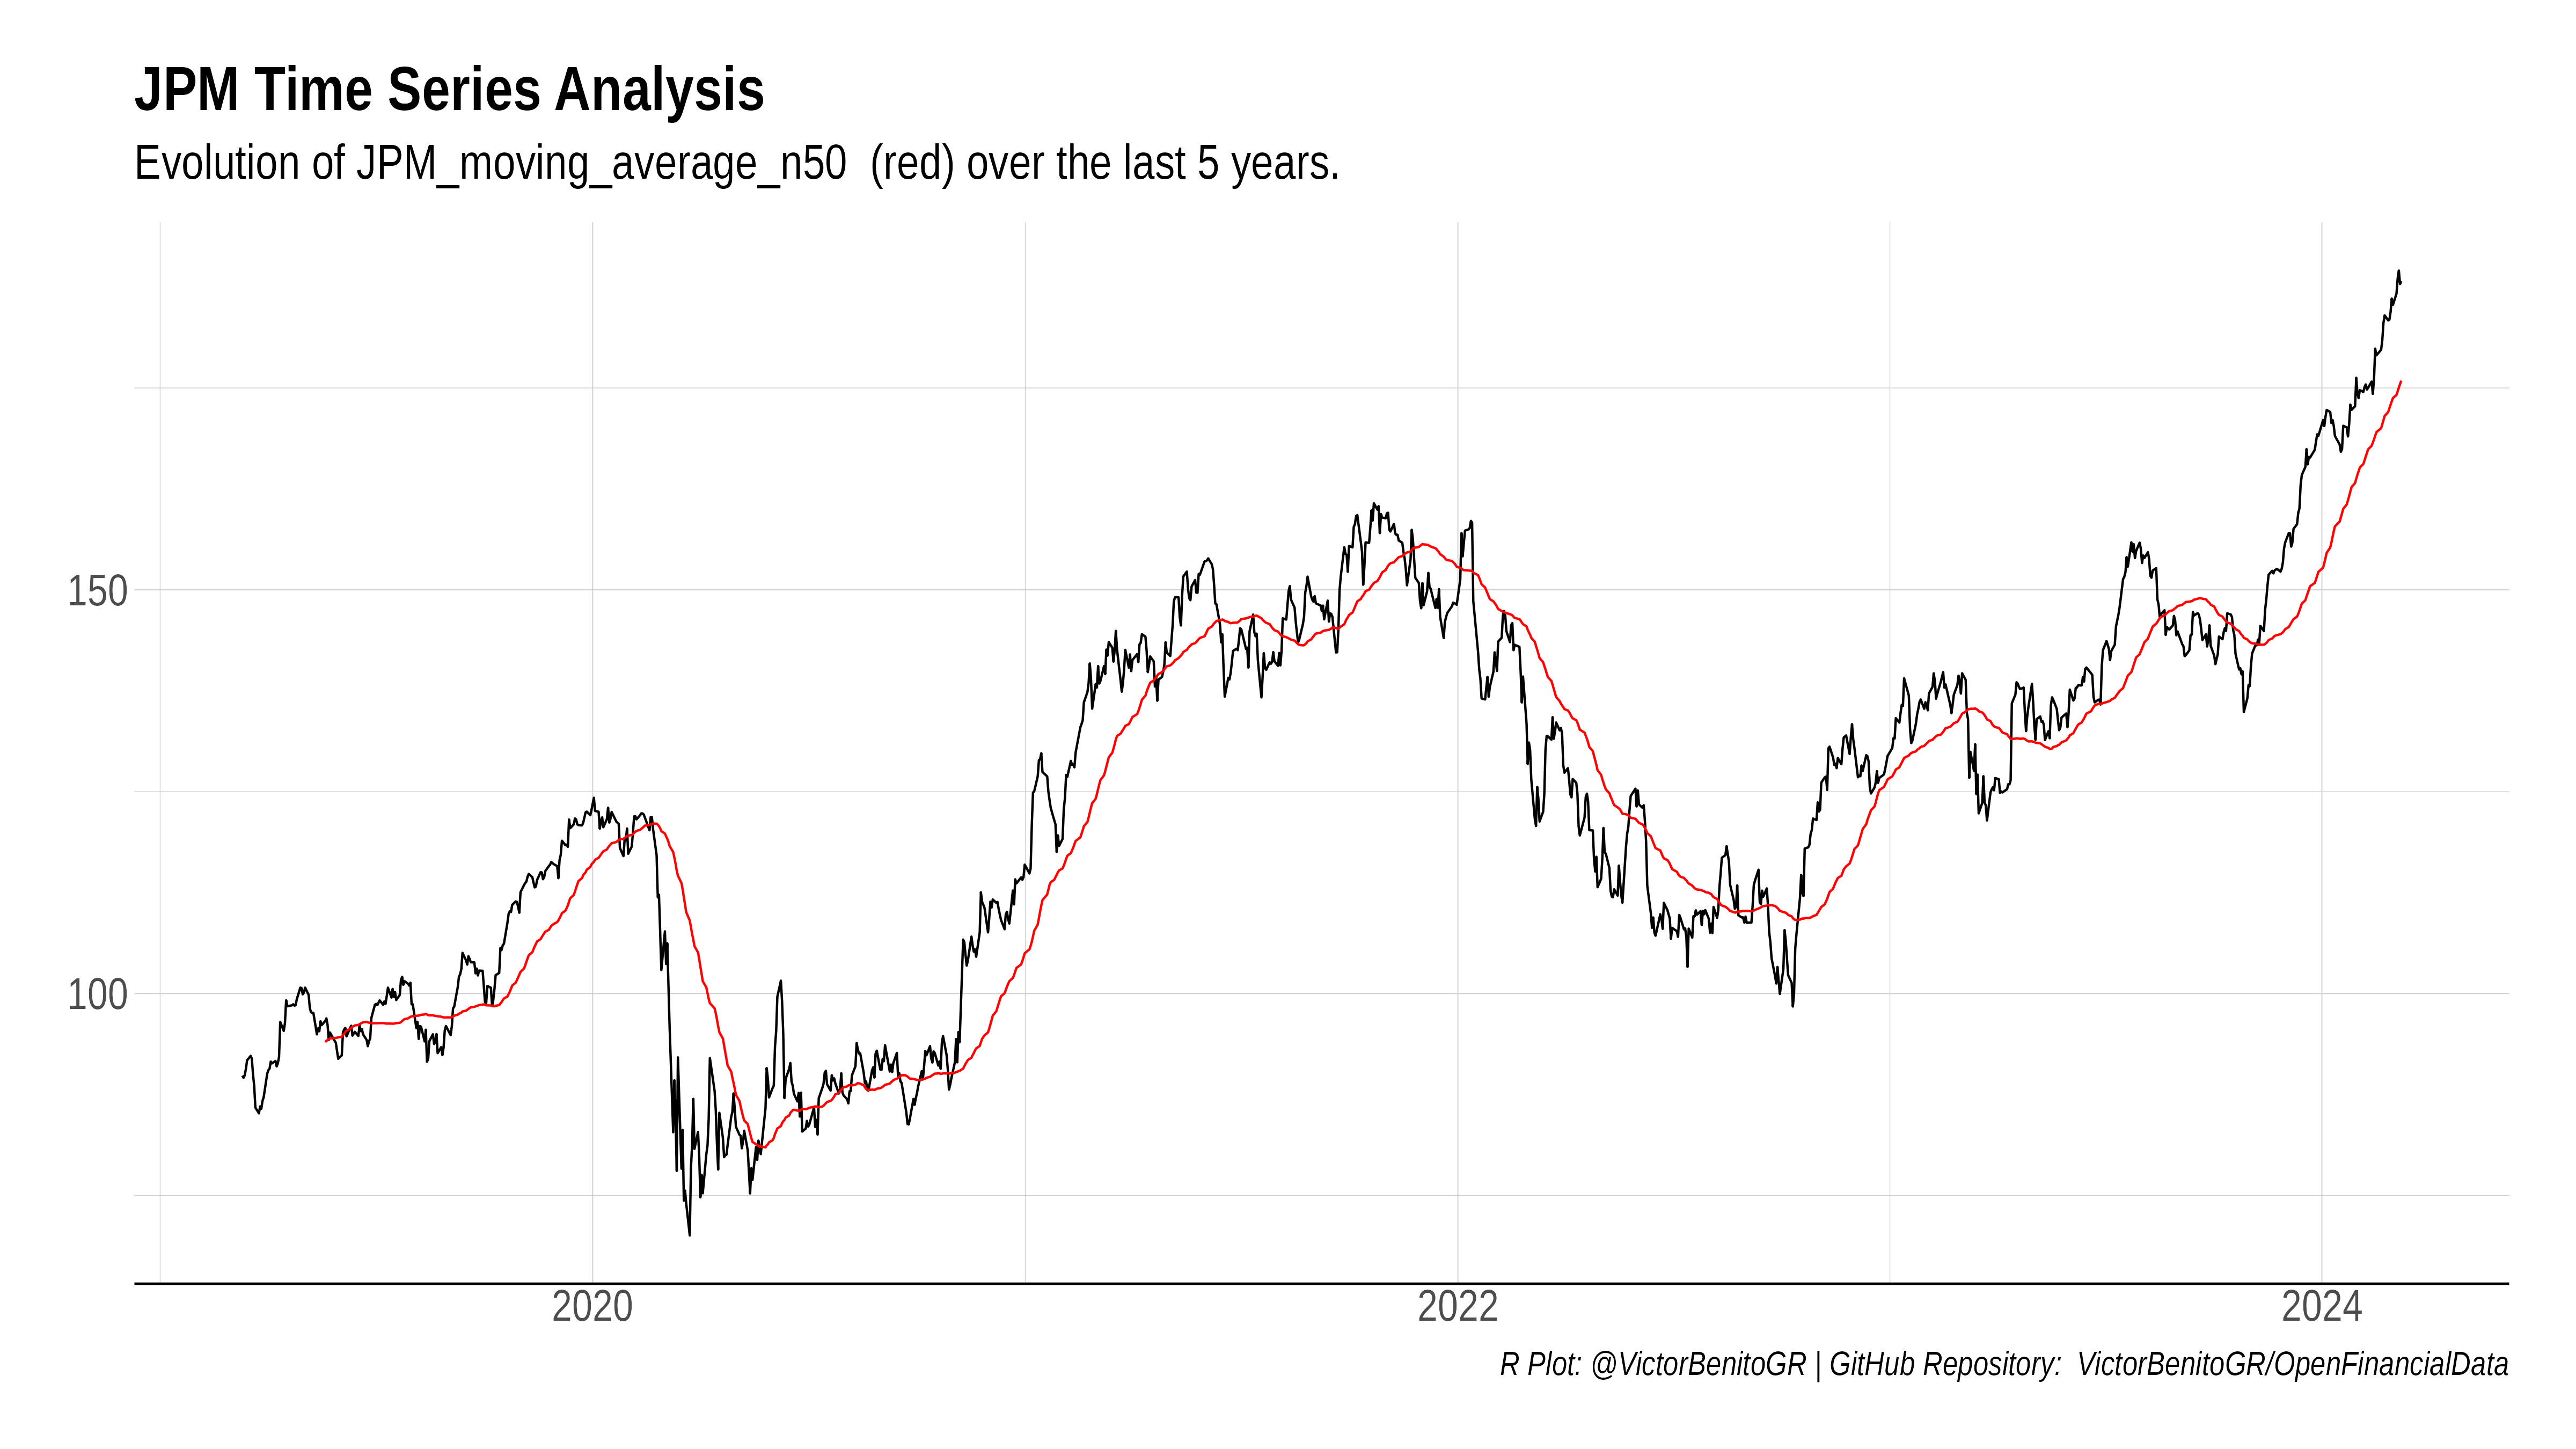 JPM Time Series Analysis
Evolution of JPM_moving_average_n50  (red) over the last 5 years.
150
100
2020 2022 2024
R Plot: @VictorBenitoGR | GitHub Repository:  VictorBenitoGR/OpenFinancialData